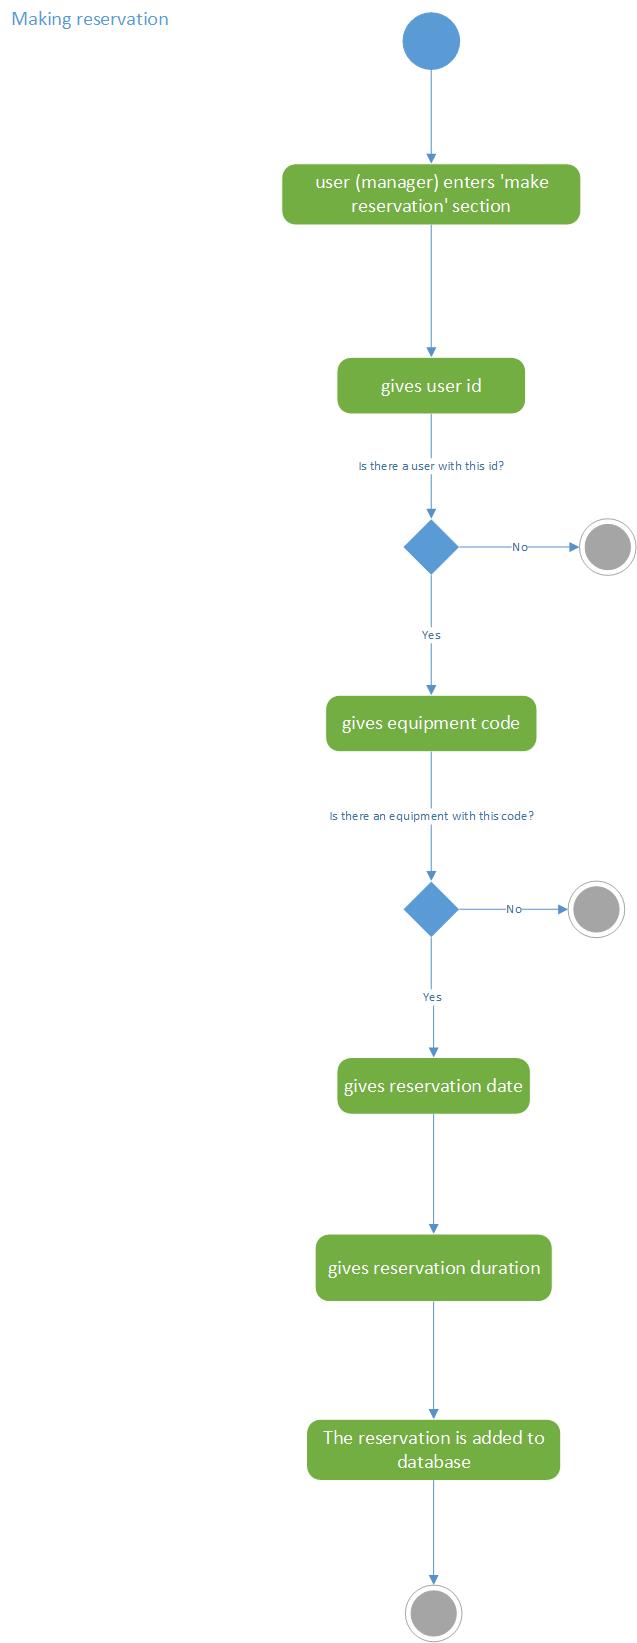 Making reservation
user (manager) enters 'make
reservation' section
gives user id
Is there a user with this id?
No
Yes
gives equipment code
Is there an equipment with this code?
No
Yes
gives reservation date
gives reservation duration
The reservation is added to
database